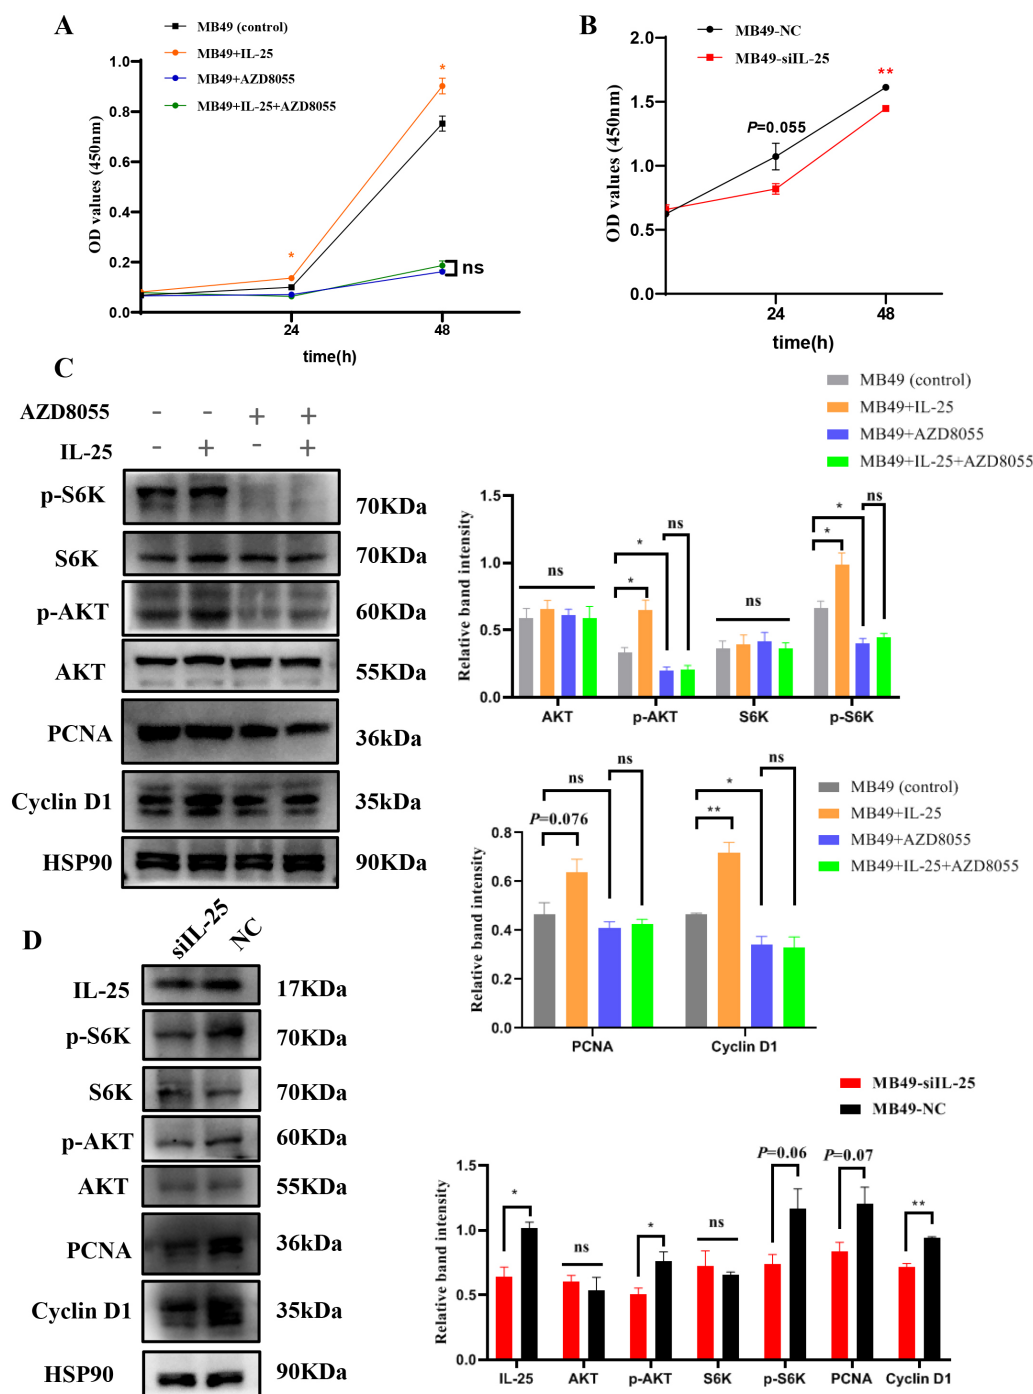 A
MB49 (control)
MB49+IL-25
MB49+AZD8055
MB49+IL-25+AZD8055
OD values (450nm)
1.0
0.8
0.6
0.4
0.2
0.0
*
*
ns
24
48
time(h)
B
MB49-NC
MB49-siIL-25
OD values (450nm)
2.0
1.5
1.0
0.5
0.0
P=0.055
**
24
48
time(h)
C
AZD8055 - - + +
IL-25 - + - +
p-S6K 70KDa
S6K 70KDa
p-AKT 60KDa
AKT 55KDa
PCNA 36kDa
Cyclin D1 35kDa
HSP90 90KDa
MB49 (control)
MB49+IL-25
MB49+AZD8055
MB49+IL-25+AZD8055
Relative band intensity
1.5
1.0
0.5
0.0
ns
*
*
ns
ns
*
*
ns
AKT p-AKT S6K p-S6K
MB49 (control)
MB49+IL-25
MB49+AZD8055
MB49+IL-25+AZD8055
Relative band intensity
0.8
0.6
0.4
0.2
0.0
P=0.076
ns
ns
**
*
ns
PCNA Cyclin D1
D
siIL-25 NC
IL-25 17KDa
p-S6K 70KDa
S6K 70KDa
p-AKT 60KDa
AKT 55KDa
PCNA 36kDa
Cyclin D1 35kDa
HSP90 90KDa
MB49-siIL-25
MB49-NC
Relative band intensity
1.5
1.0
0.5
0.0
*
ns
*
ns
P=0.06
P=0.07
**
IL-25 AKT p-AKT S6K p-S6K PCNA Cyclin D1